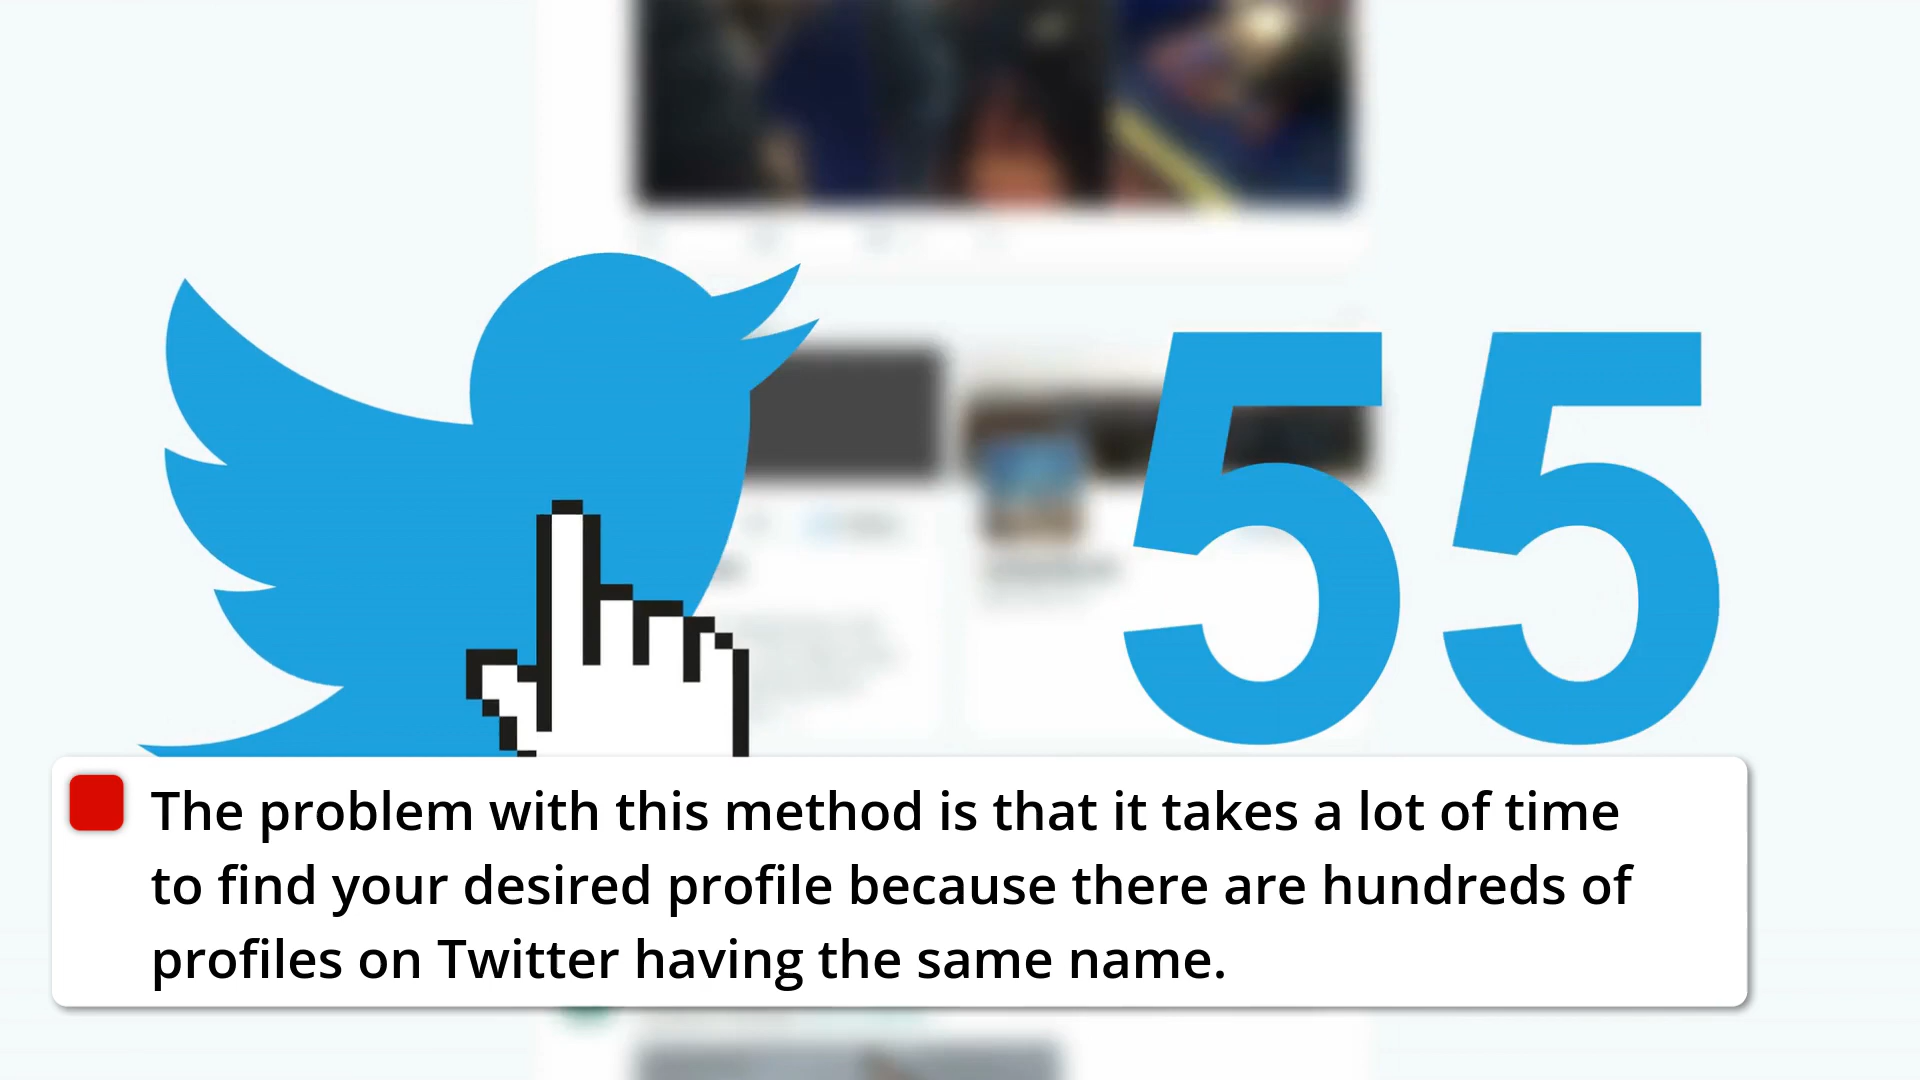 55
The problem with this method is that it takes a lot of time
to find your desired profile because there are hundreds of
profiles on Twitter having the same name.